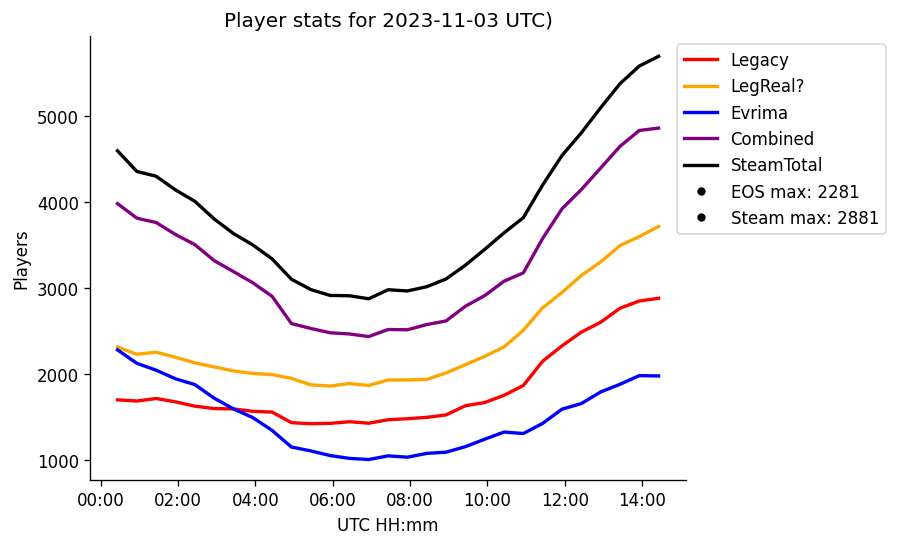 Player stats for 2023-11-03 UTC)
Legacy
LegReal?
Evrima
Combined
SteamTotal
EOS max: 2281
Steam max: 2881
Players
5000
4000
3000
2000
1000
00:00 02:00 04:00 06:00 08:00 10:00 12:00 14:00
UTC HH:mm